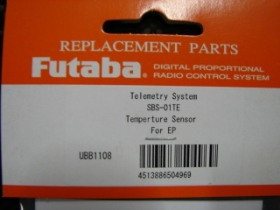 REPLACEMENT PARTS
Futaba® DIGITAL PROPORTIONAL
RADIO CONTROL SYSTEM
Telemetry System
SBS-01TE
Temperture Sensor
For EP
UBB1108
4513886504969